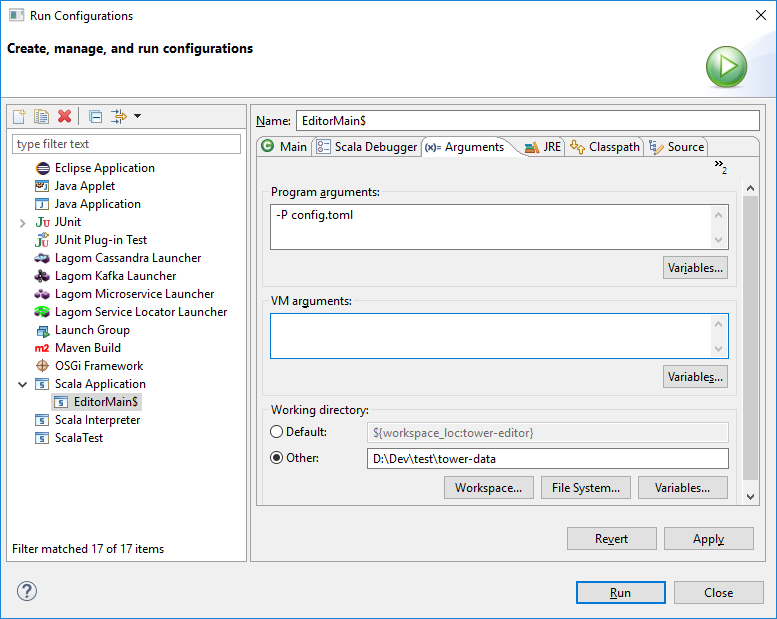 Run Configurations
Create, manage, and run configurations
type filter text
Eclipse Application
Java Applet
Java Application
JU JUnit
JU JUnit Plug-in Test
Lagom Cassandra Launcher
Lagom Kafka Launcher
Lagom Microservice Launcher
Lagom Service Locator Launcher
Launch Group
m2 Maven Build
OSGi Framework
S Scala Application
S EditorMain$
S Scala Interpreter
S ScalaTest
Filter matched 17 of 17 items
Name: EditorMain$
C Main Scala Debugger (x)= Arguments JRE Classpath Source
»2
Program arguments:
-P config.toml
Variables...
VM arguments:
Variables...
Working directory:
Default: ${workspace_loc:tower-editor}
Other: D:\Dev\test\tower-data
Workspace... File System... Variables...
Revert Apply
? Run Close